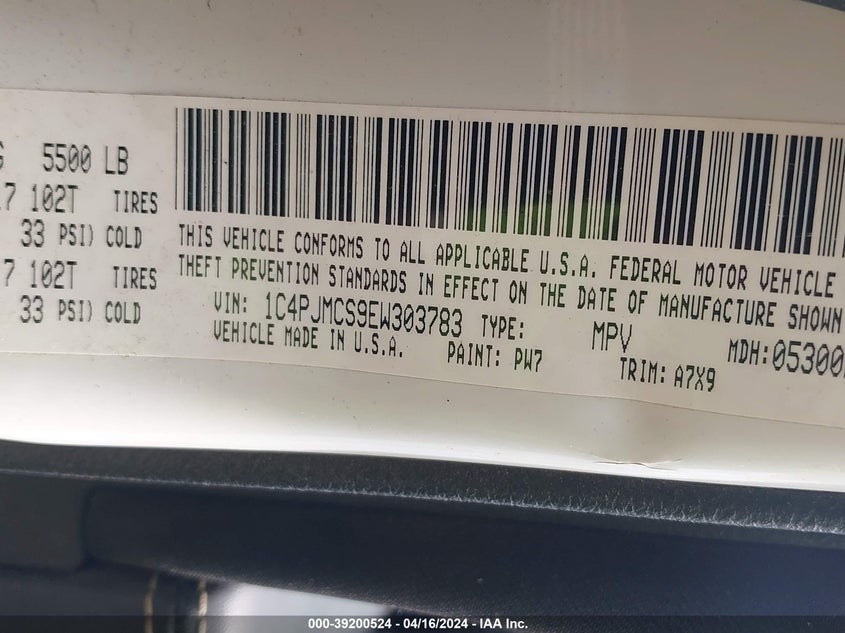 G 5500 LB
7 102T TIRES
33 PSI) COLD
7 102T TIRES
33 PSI) COLD
THIS VEHICLE CONFORMS TO ALL APPLICABLE U.S.A. FEDERAL MOTOR VEHICLE
THEFT PREVENTION STANDARDS IN EFFECT ON THE DATE OF MANUFACTURE SHOWN
VIN: 1C4PJMCS9EW303783 TYPE: MPV MDH:05300
VEHICLE MADE IN U.S.A. PAINT: PW7 TRIM: A7X9
000-39200524 - 04/16/2024 - IAA Inc.